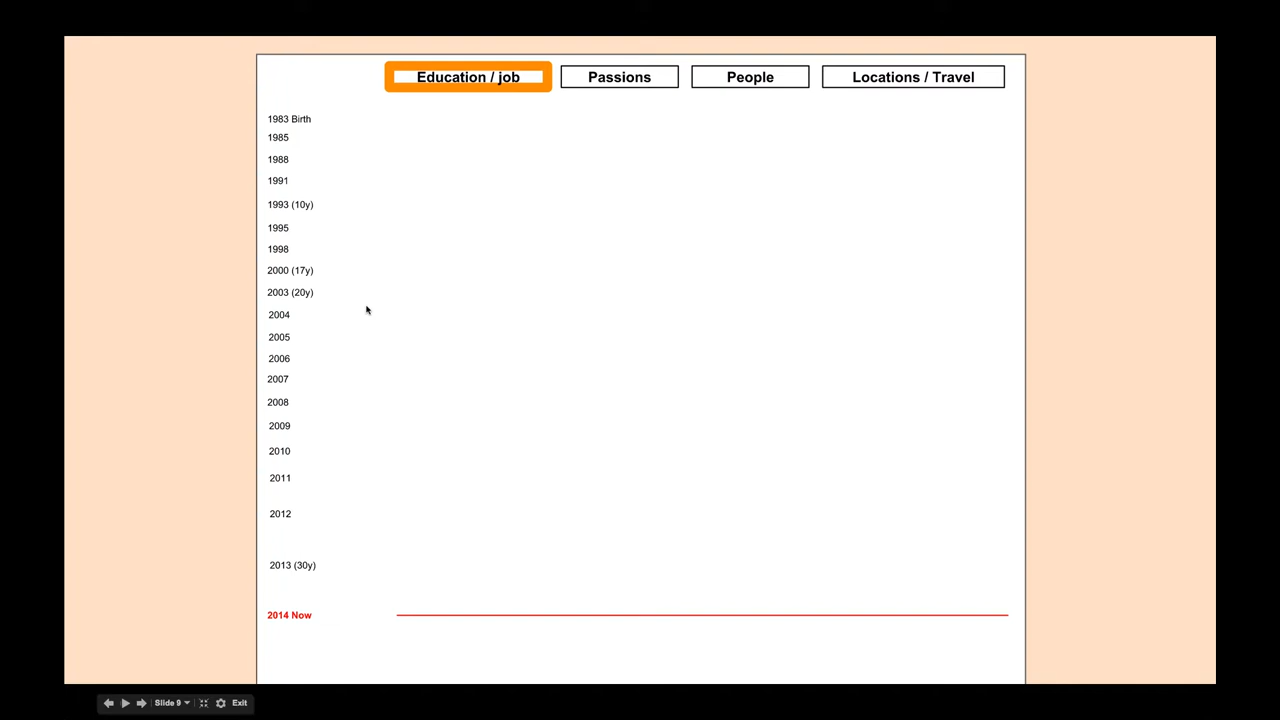 Education / job
Passions
People
Locations / Travel
1983 Birth
1985
1988
1991
1993 (10y)
1995
1998
2000 (17y)
2003 (20y)
2004
2005
2006
2007
2008
2009
2010
2011
2012
2013 (30y)
2014 Now
Slide 9
Exit